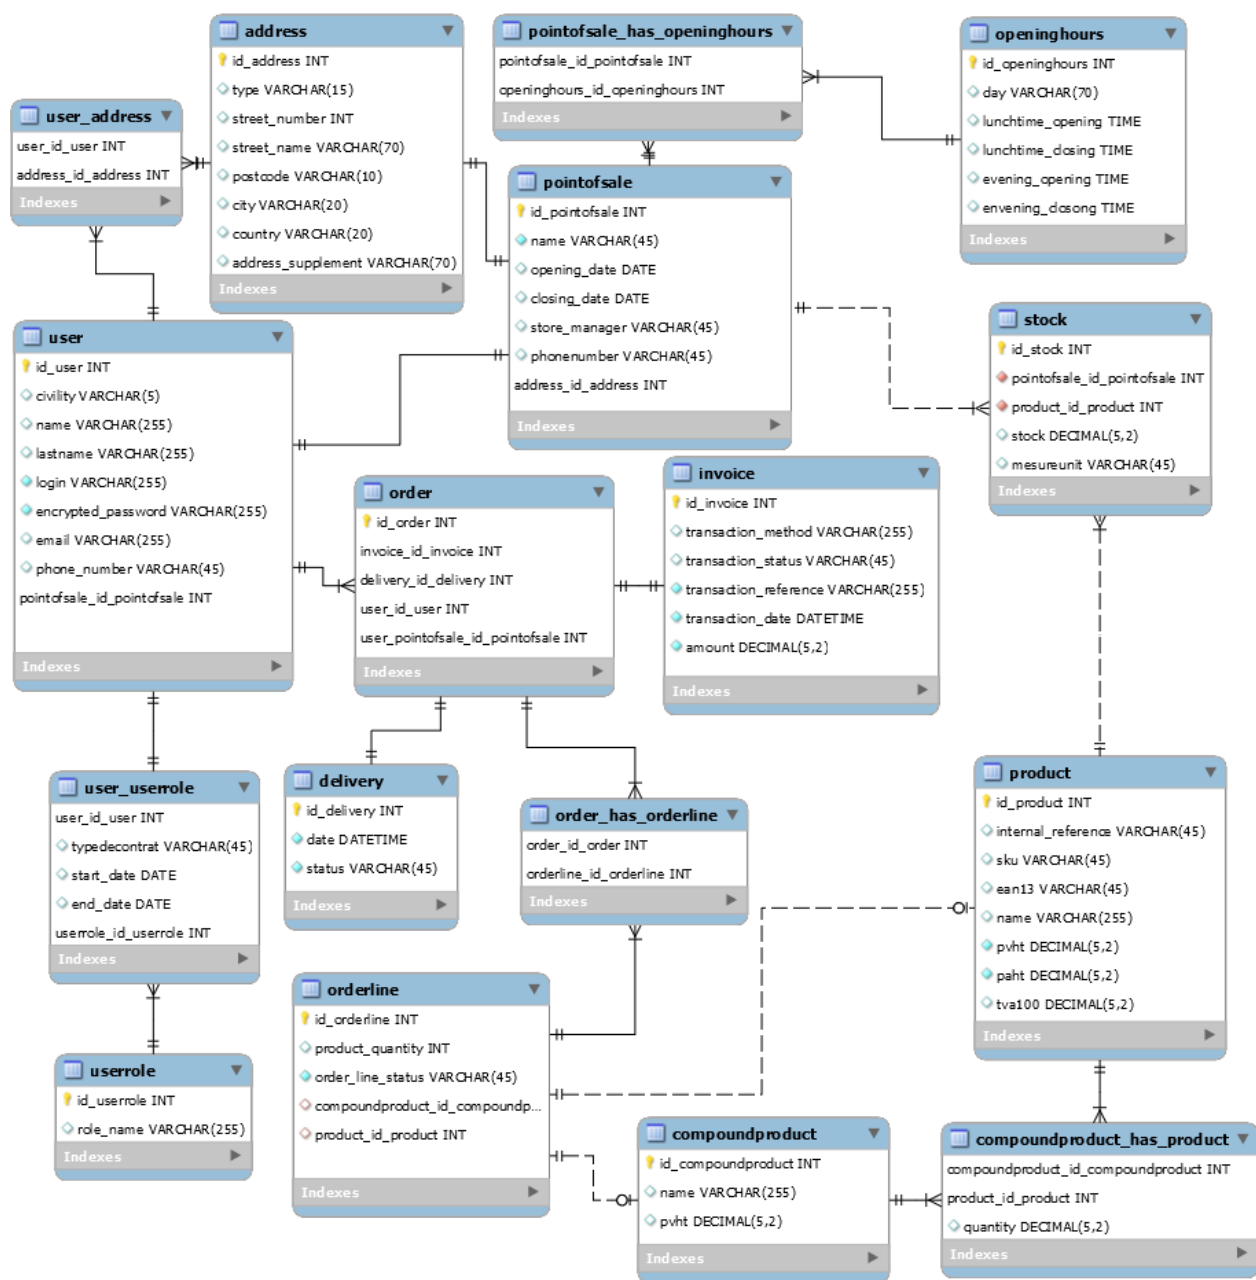 address
id_address INT
type VARCHAR(15)
street_number INT
street_name VARCHAR(70)
postcode VARCHAR(10)
city VARCHAR(20)
country VARCHAR(20)
address_supplement VARCHAR(70)
Indexes
pointofsale_has_openinghours
pointofsale_id_pointofsale INT
openinghours_id_openinghours INT
Indexes
openinghours
id_openinghours INT
day VARCHAR(70)
lunchtime_opening TIME
lunchtime_closing TIME
evening_opening TIME
envening_closong TIME
Indexes
user_address
user_id_user INT
address_id_address INT
Indexes
pointofsale
id_pointofsale INT
name VARCHAR(45)
opening_date DATE
closing_date DATE
store_manager VARCHAR(45)
phonenumber VARCHAR(45)
address_id_address INT
Indexes
stock
id_stock INT
pointofsale_id_pointofsale INT
product_id_product INT
stock DECIMAL(5,2)
mesureunit VARCHAR(45)
Indexes
user
id_user INT
civility VARCHAR(5)
name VARCHAR(255)
lastname VARCHAR(255)
login VARCHAR(255)
encrypted_password VARCHAR(255)
email VARCHAR(255)
phone_number VARCHAR(45)
pointofsale_id_pointofsale INT
Indexes
order
id_order INT
invoice_id_invoice INT
delivery_id_delivery INT
user_id_user INT
user_pointofsale_id_pointofsale INT
Indexes
invoice
id_invoice INT
transaction_method VARCHAR(255)
transaction_status VARCHAR(45)
transaction_reference VARCHAR(255)
transaction_date DATETIME
amount DECIMAL(5,2)
Indexes
user_userrole
user_id_user INT
typedecontrat VARCHAR(45)
start_date DATE
end_date DATE
userrole_id_userrole INT
Indexes
delivery
id_delivery INT
date DATETIME
status VARCHAR(45)
Indexes
order_has_orderline
order_id_order INT
orderline_id_orderline INT
Indexes
product
id_product INT
internal_reference VARCHAR(45)
sku VARCHAR(45)
ean13 VARCHAR(45)
name VARCHAR(255)
pvht DECIMAL(5,2)
paht DECIMAL(5,2)
tva100 DECIMAL(5,2)
Indexes
orderline
id_orderline INT
product_quantity INT
order_line_status VARCHAR(45)
compoundproduct_id_compoundp...
product_id_product INT
Indexes
userrole
id_userrole INT
role_name VARCHAR(255)
Indexes
compoundproduct
id_compoundproduct INT
name VARCHAR(255)
pvht DECIMAL(5,2)
Indexes
compoundproduct_has_product
compoundproduct_id_compoundproduct INT
product_id_product INT
quantity DECIMAL(5,2)
Indexes